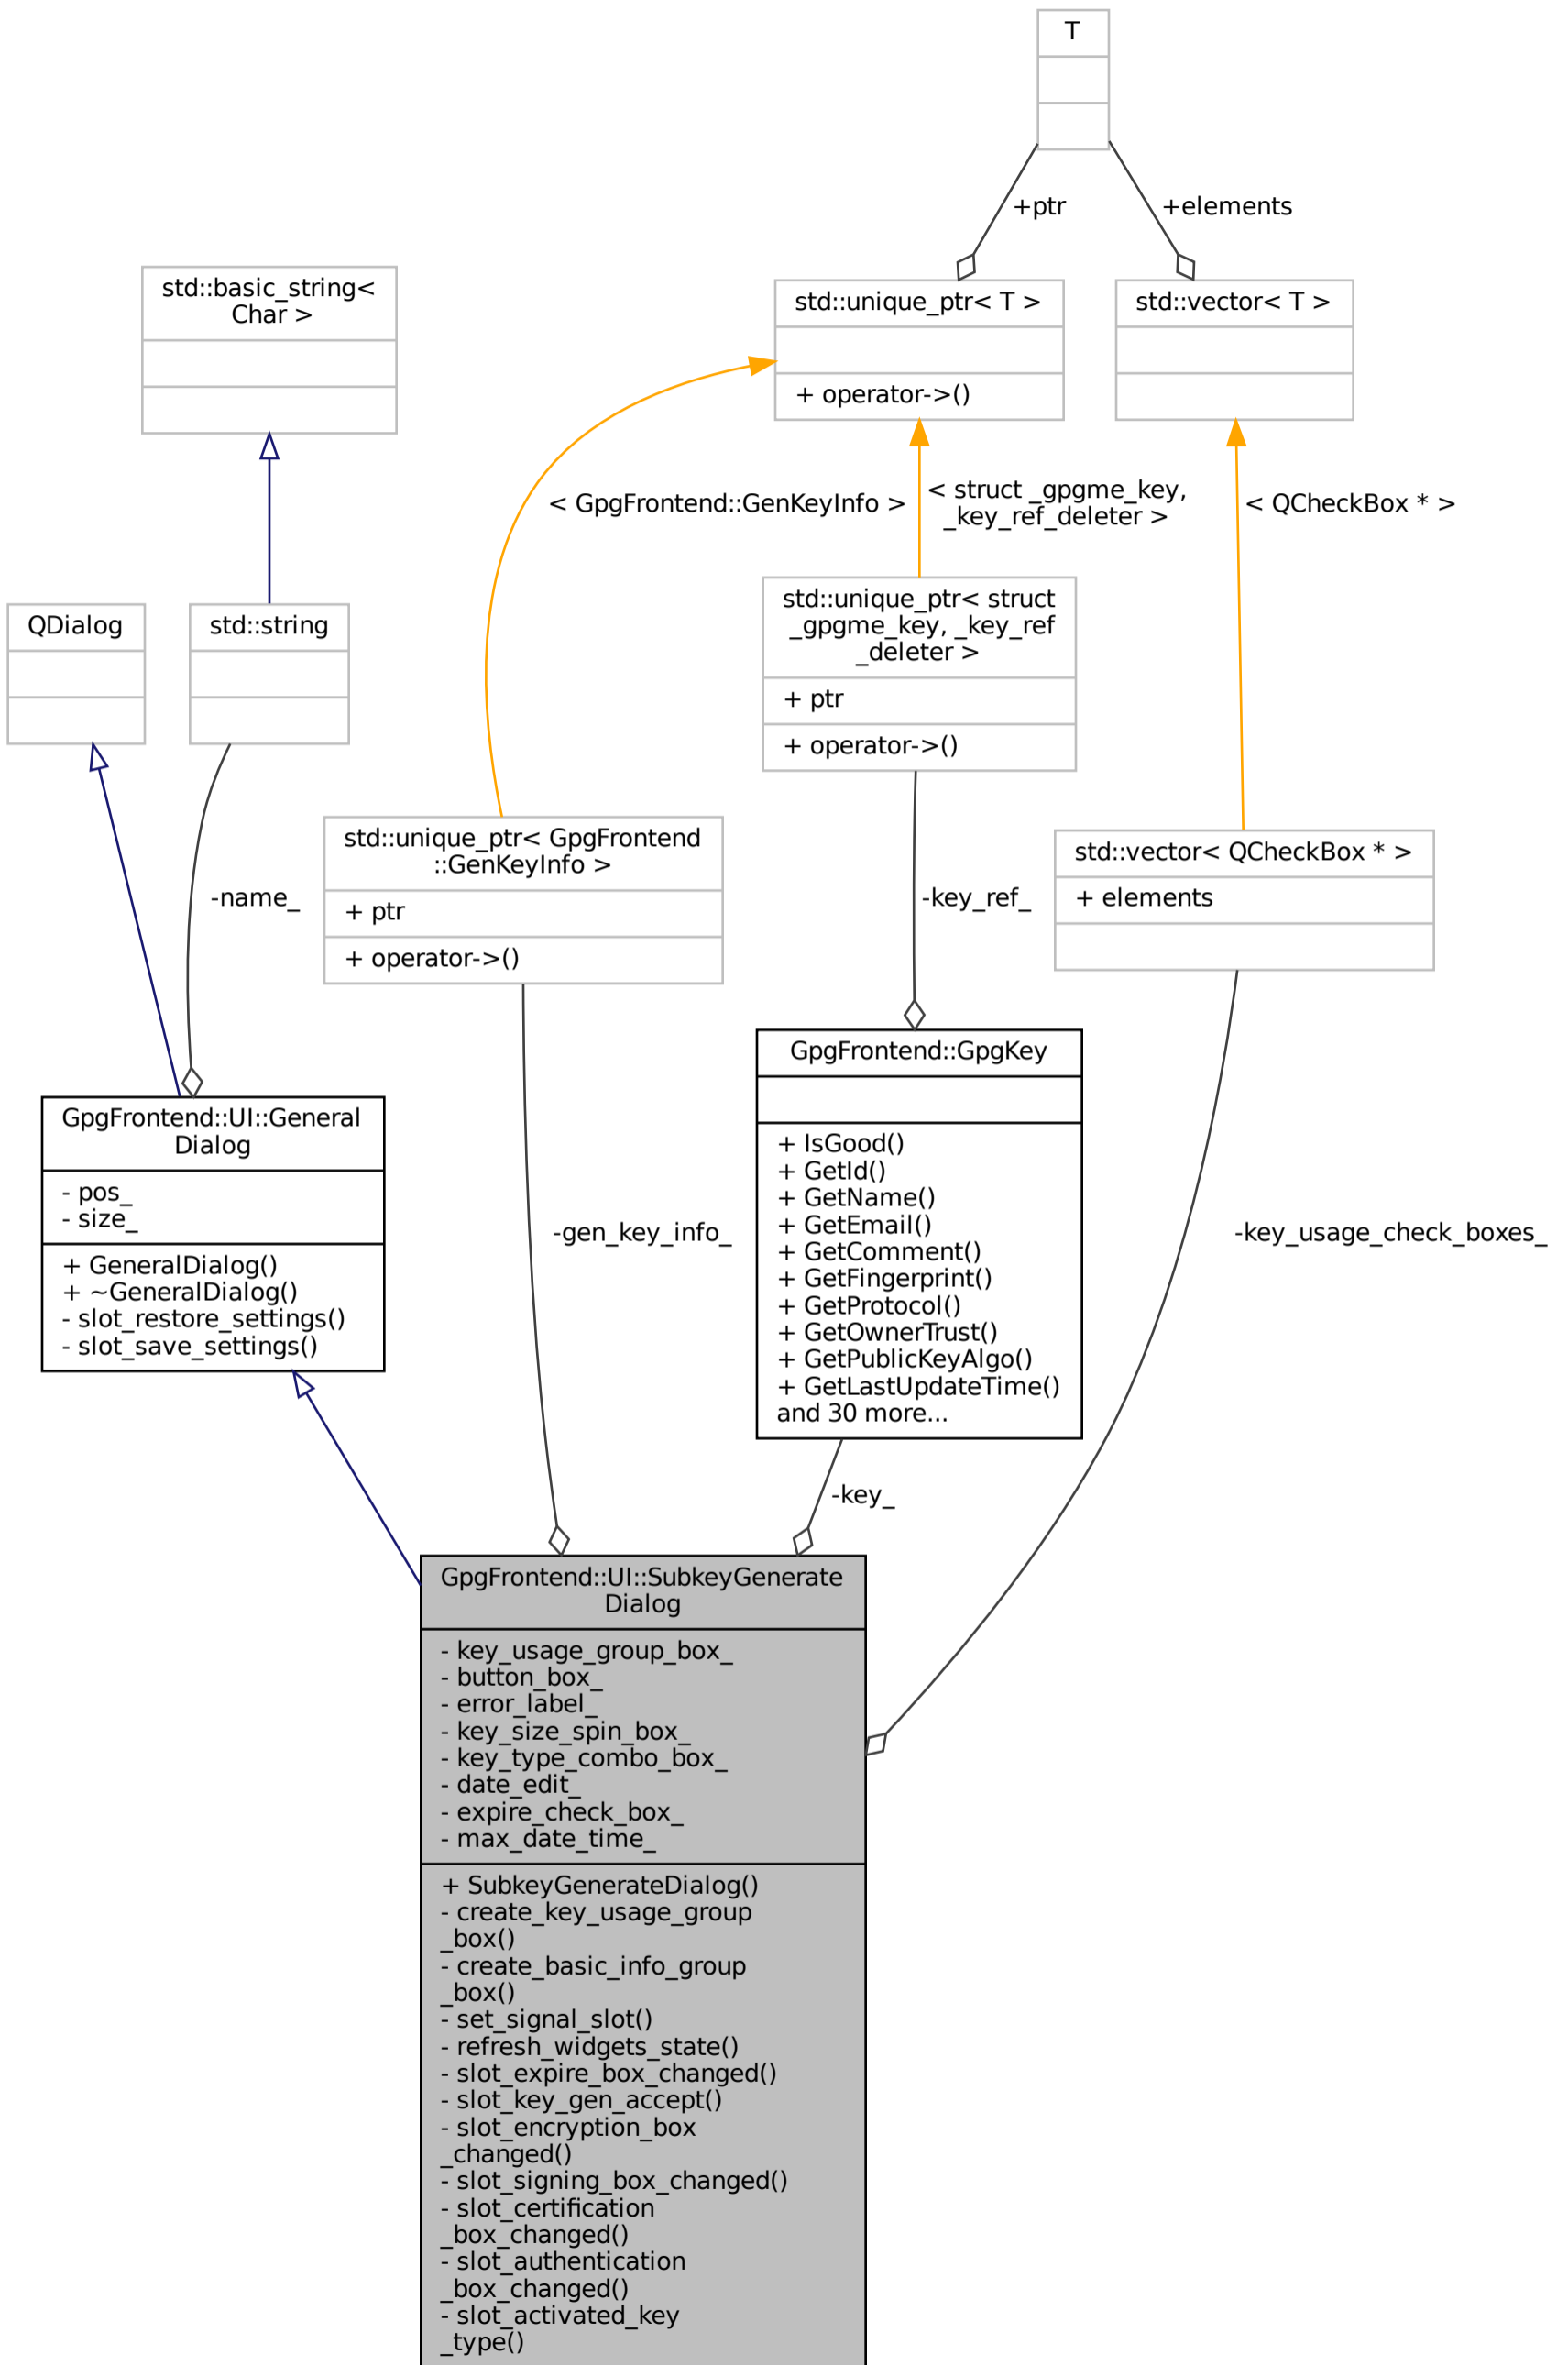 T
+ptr
+elements
std::basic_string<
Char >
std::unique_ptr< T >
+ operator->()
std::vector< T >
< GpgFrontend::GenKeyInfo >
< struct _gpgme_key,
_key_ref_deleter >
< QCheckBox * >
QDialog
std::string
std::unique_ptr< struct
_gpgme_key, _key_ref
_deleter >
+ ptr
+ operator->()
-name_
std::unique_ptr< GpgFrontend
::GenKeyInfo >
+ ptr
+ operator->()
-key_ref_
std::vector< QCheckBox * >
+ elements
GpgFrontend::UI::General
Dialog
- pos_
- size_
+ GeneralDialog()
+ ~GeneralDialog()
- slot_restore_settings()
- slot_save_settings()
-gen_key_info_
GpgFrontend::GpgKey
+ IsGood()
+ GetId()
+ GetName()
+ GetEmail()
+ GetComment()
+ GetFingerprint()
+ GetProtocol()
+ GetOwnerTrust()
+ GetPublicKeyAlgo()
+ GetLastUpdateTime()
and 30 more...
-key_usage_check_boxes_
-key_
GpgFrontend::UI::SubkeyGenerate
Dialog
- key_usage_group_box_
- button_box_
- error_label_
- key_size_spin_box_
- key_type_combo_box_
- date_edit_
- expire_check_box_
- max_date_time_
+ SubkeyGenerateDialog()
- create_key_usage_group
_box()
- create_basic_info_group
_box()
- set_signal_slot()
- refresh_widgets_state()
- slot_expire_box_changed()
- slot_key_gen_accept()
- slot_encryption_box
_changed()
- slot_signing_box_changed()
- slot_certification
_box_changed()
- slot_authentication
_box_changed()
- slot_activated_key
_type()